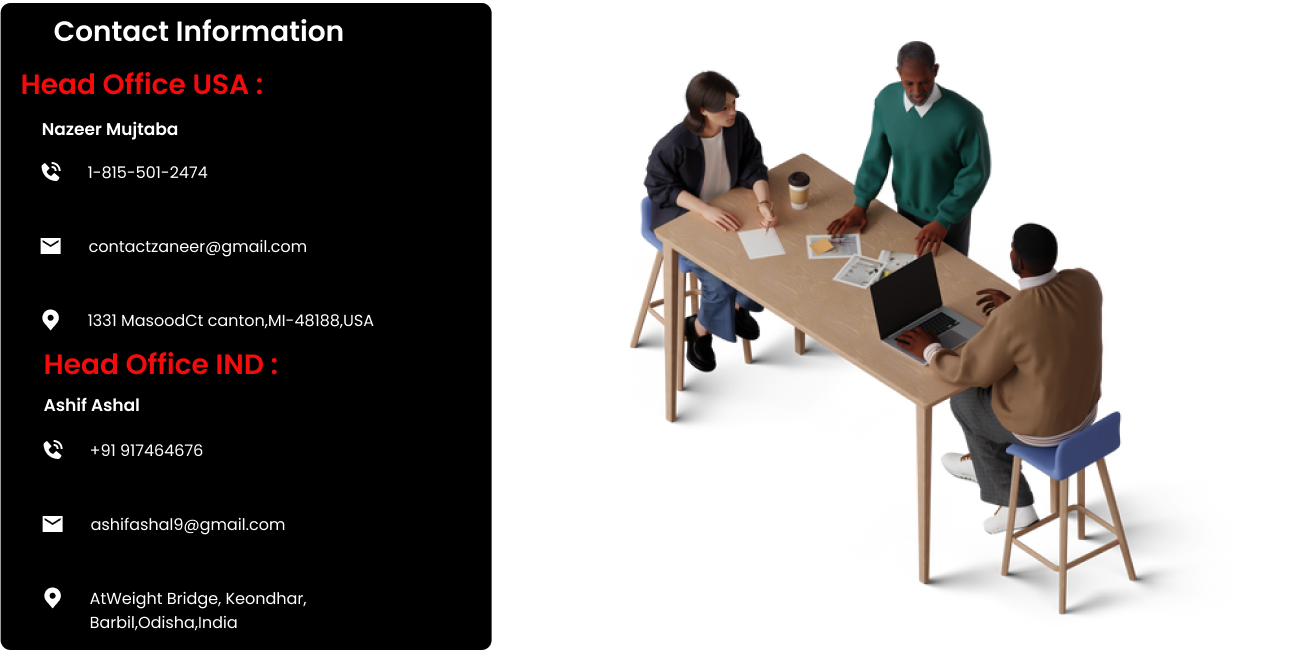 Contact Information
Head Office USA :
Nazeer Mujtaba
1-815-501-2474
contactzaneer@gmail.com
1331 MasoodCt canton,MI-48188,USA
Head Office IND :
Ashif Ashal
+91 917464676
ashifashal9@gmail.com
AtWeight Bridge, Keondhar,
Barbil,Odisha,India